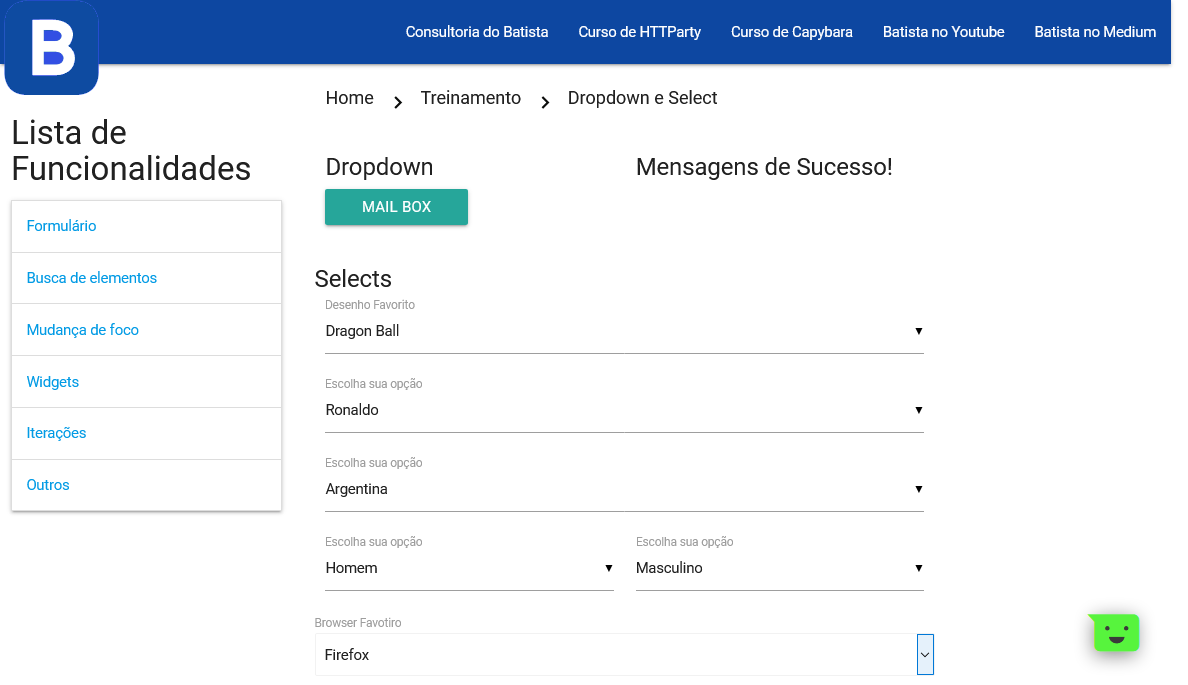 B
Consultoria do Batista Curso de HTTParty Curso de Capybara Batista no Youtube Batista no Medium
Home Treinamento Dropdown e Select
Lista de
Funcionalidades
Formulário
Busca de elementos
Mudança de foco
Widgets
Iterações
Outros
Dropdown
MAIL BOX
Mensagens de Sucesso!
Selects
Desenho Favorito
Dragon Ball
Escolha sua opção
Ronaldo
Escolha sua opção
Argentina
Escolha sua opção
Homem
Escolha sua opção
Masculino
Browser Favotiro
Firefox